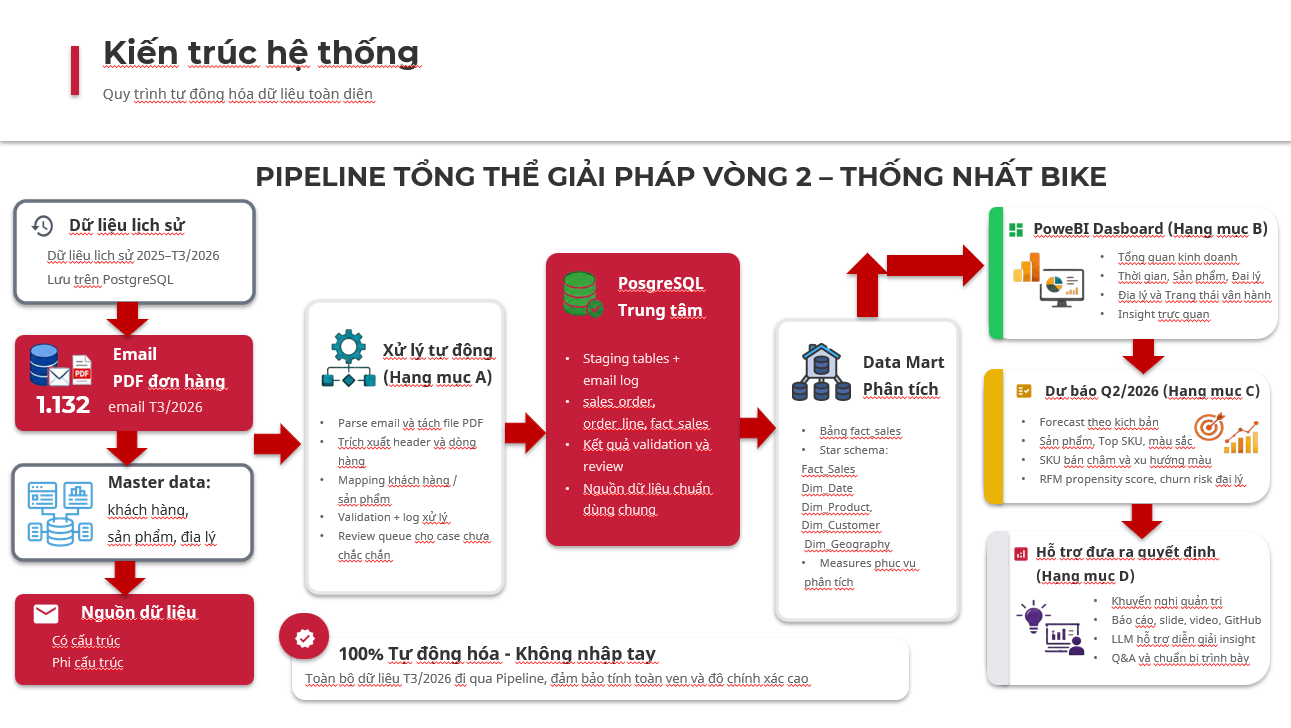 Kiến trúc hệ thống
Quy trình tự động hóa dữ liệu toàn diện
PIPELINE TỔNG THỂ GIẢI PHÁP VÒNG 2 – THỐNG NHẤT BIKE
Dữ liệu lịch sử
Dữ liệu lịch sử 2025–T3/2026
Lưu trên PostgreSQL
Email
PDF đơn hàng
1.132 email T3/2026
PDF
Master data:
khách hàng,
sản phẩm, địa lý
Nguồn dữ liệu
Có cấu trúc
Phi cấu trúc
Xử lý tự động
(Hạng mục A)
• Parse email và tách file PDF
• Trích xuất header và dòng
hàng
• Mapping khách hàng /
sản phẩm
• Validation + log xử lý
• Review queue cho case chưa
chắc chắn
PosgreSQL
Trung tâm
• Staging tables +
email log
• sales_order,
order_line, fact_sales
• Kết quả validation và
review
• Nguồn dữ liệu chuẩn
dùng chung
Data Mart
Phân tích
• Bảng fact_sales
• Star schema:
Fact_Sales
Dim_Date
Dim_Product,
Dim_Customer
Dim_Geography
• Measures phục vụ
phân tích
PoweBI Dasboard (Hạng mục B)
• Tổng quan kinh doanh
• Thời gian, Sản phẩm, Đại lý
• Địa lý và Trạng thái vận hành
• Insight trực quan
Dự báo Q2/2026 (Hạng mục C)
• Forecast theo kịch bản
• Sản phẩm, Top SKU, màu sắc
• SKU bán chậm và xu hướng màu
• RFM propensity score, churn risk đại lý
Hỗ trợ đưa ra quyết định
(Hạng mục D)
• Khuyến nghị quản trị
• Báo cáo, slide, video, GitHub
• LLM hỗ trợ diễn giải insight
• Q&A và chuẩn bị trình bày
100% Tự động hóa - Không nhập tay
Toàn bộ dữ liệu T3/2026 đi qua Pipeline, đảm bảo tính toàn vẹn và độ chính xác cao